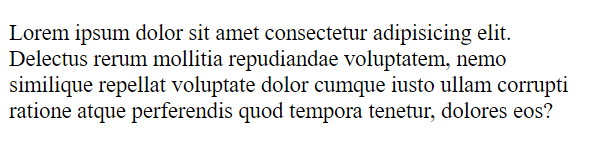 Lorem ipsum dolor sit amet consectetur adipisicing elit.
Delectus rerum mollitia repudiandae voluptatem, nemo
similique repellat voluptate dolor cumque iusto ullam corrupti
ratione atque perferendis quod tempora tenetur, dolores eos?